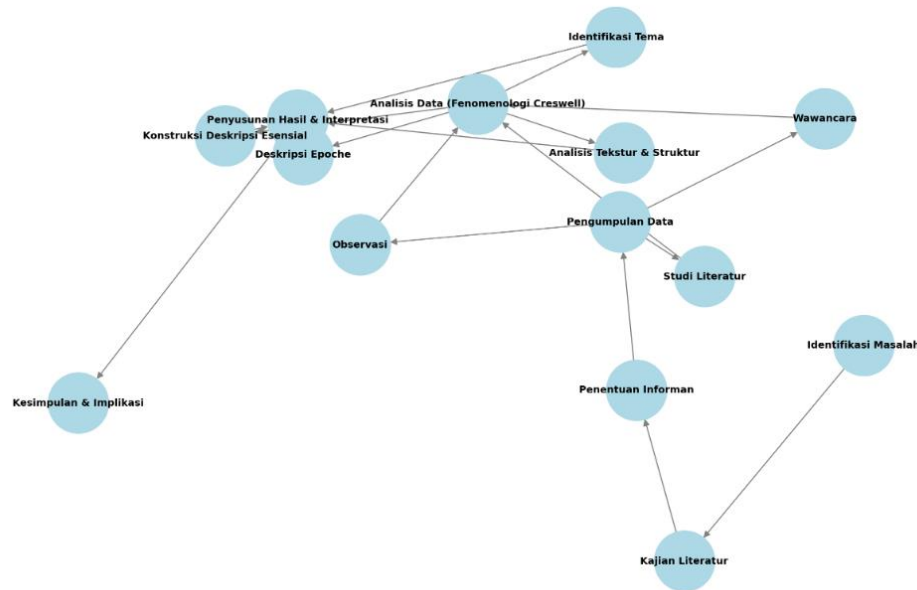 Identifikasi Tema
Analisis Data (Fenomenologi Creswell)
Penyusunan Hasil & Interpretasi
Wawancara
Konstruksi Deskripsi Esensial
Deskripsi Epoche
Analisis Tekstur & Struktur
Pengumpulan Data
Observasi
Studi Literatur
Identifikasi Masalah
Penentuan Informan
Kesimpulan & Implikasi
Kajian Literatur